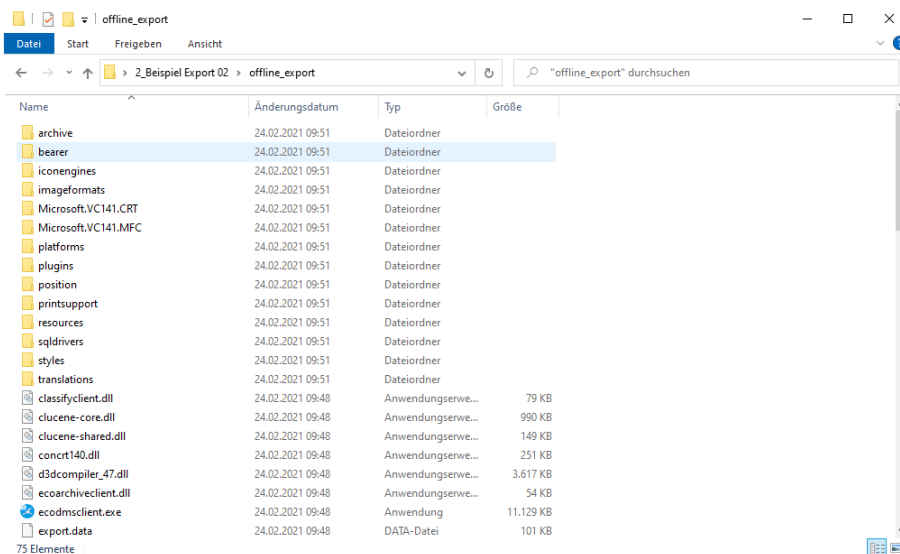 offline_export
Datei Start Freigeben Ansicht
2_Beispiel Export 02 › offline_export "offline_export" durchsuchen
Name Änderungsdatum Typ Größe
archive 24.02.2021 09:51 Dateiordner
bearer 24.02.2021 09:51 Dateiordner
iconengines 24.02.2021 09:51 Dateiordner
imageformats 24.02.2021 09:51 Dateiordner
Microsoft.VC141.CRT 24.02.2021 09:51 Dateiordner
Microsoft.VC141.MFC 24.02.2021 09:51 Dateiordner
platforms 24.02.2021 09:51 Dateiordner
plugins 24.02.2021 09:51 Dateiordner
position 24.02.2021 09:51 Dateiordner
printsupport 24.02.2021 09:51 Dateiordner
resources 24.02.2021 09:51 Dateiordner
sqldrivers 24.02.2021 09:51 Dateiordner
styles 24.02.2021 09:51 Dateiordner
translations 24.02.2021 09:51 Dateiordner
classifyclient.dll 24.02.2021 09:48 Anwendungserwe... 79 KB
clucene-core.dll 24.02.2021 09:48 Anwendungserwe... 990 KB
clucene-shared.dll 24.02.2021 09:48 Anwendungserwe... 149 KB
concrt140.dll 24.02.2021 09:48 Anwendungserwe... 251 KB
d3dcompiler_47.dll 24.02.2021 09:48 Anwendungserwe... 3.617 KB
ecoarchiveclient.dll 24.02.2021 09:48 Anwendungserwe... 54 KB
ecodmsclient.exe 24.02.2021 09:48 Anwendung 11.129 KB
export.data 24.02.2021 09:48 DATA-Datei 101 KB
75 Elemente